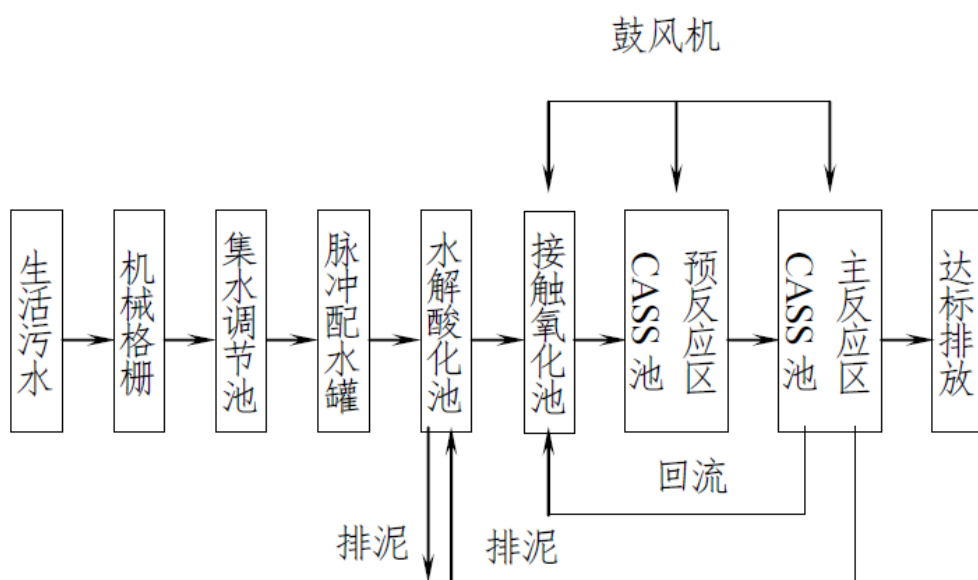 鼓风机
生活污水
机械格栅
集水调节池
脉冲配水罐
水解酸化池
接触氧化池
CASS池
预反应区
CASS池
主反应区
达标排放
回流
排泥
排泥